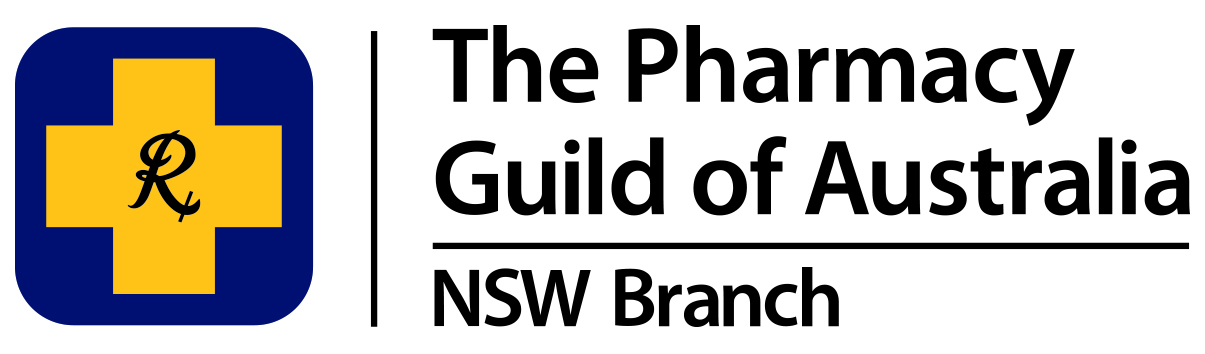 ℞
The Pharmacy
Guild of Australia
NSW Branch